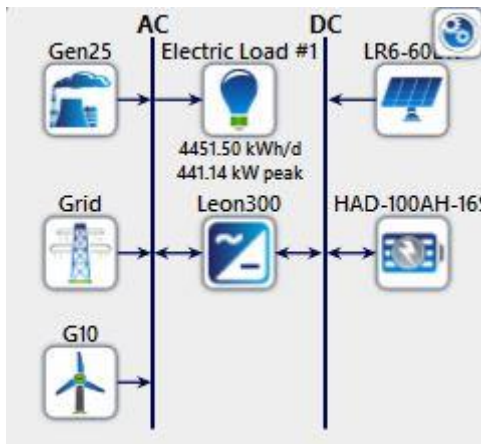 AC DC
Gen25 Electric Load #1
4451.50 kWh/d
441.14 kW peak
Grid Leon300
G10